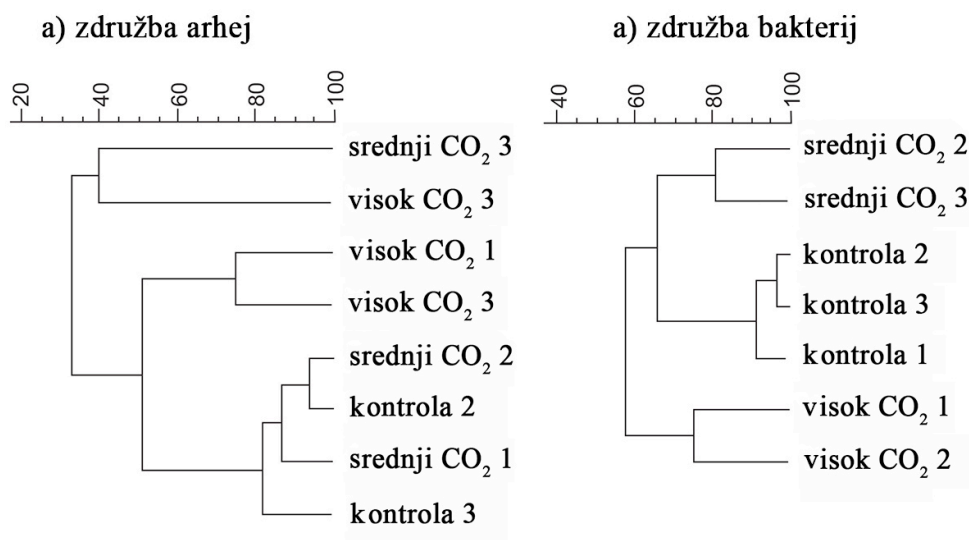 a) združba arhej
20 40 60 80 100
srednji CO₂ 3
visok CO₂ 3
visok CO₂ 1
visok CO₂ 3
srednji CO₂ 2
kontrola 2
srednji CO₂ 1
kontrola 3
a) združba bakterij
40 60 80 100
srednji CO₂ 2
srednji CO₂ 3
kontrola 2
kontrola 3
kontrola 1
visok CO₂ 1
visok CO₂ 2